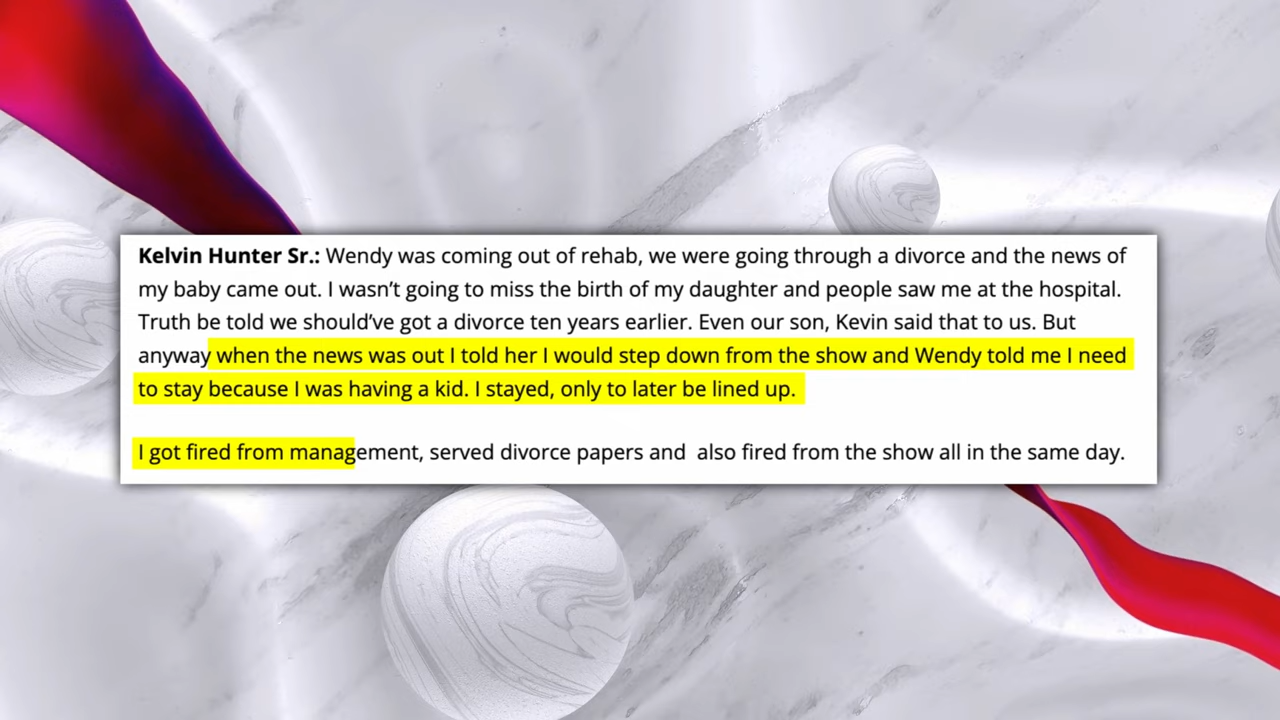 Kelvin Hunter Sr.: Wendy was coming out of rehab, we were going through a divorce and the news of
my baby came out. I wasn’t going to miss the birth of my daughter and people saw me at the hospital.
Truth be told we should’ve got a divorce ten years earlier. Even our son, Kevin said that to us. But
anyway when the news was out I told her I would step down from the show and Wendy told me I need
to stay because I was having a kid. I stayed, only to later be lined up.
I got fired from management, served divorce papers and also fired from the show all in the same day.